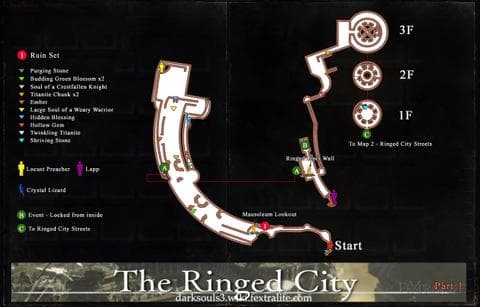 1 Ruin Set
Purging Stone
Budding Green Blossom x2
Soul of a Crestfallen Knight
Titanite Chunk x2
Ember
Large Soul of a Weary Warrior
Hidden Blessing
Hollow Gem
Twinkling Titanite
Shriving Stone
Locust Preacher
Lapp
Crystal Lizard
B Event - Locked from inside
C To Ringed City Streets
3F
2F
1F
C
To Map 2 - Ringed City Streets
B
Ringed Inner Wall
A
A
Mausoleum Lookout
1
Start
The Ringed City
Part 1
darksouls3.wiki.fextralife.com